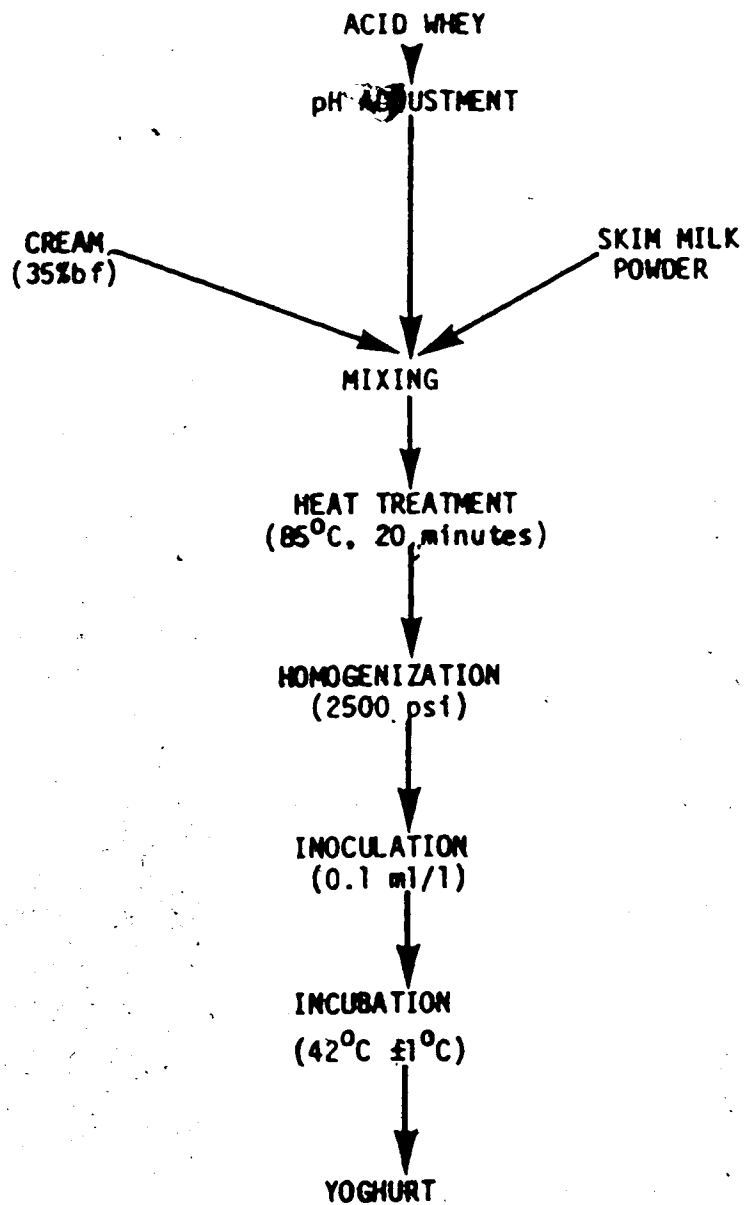 ACID WHEY
pH ADJUSTMENT
CREAM
(35%bf)
SKIM MILK
POWDER
MIXING
HEAT TREATMENT
(85°C, 20 minutes)
HOMOGENIZATION
(2500 psi)
INOCULATION
(0.1 ml/l)
INCUBATION
(42°C ±1°C)
YOGHURT